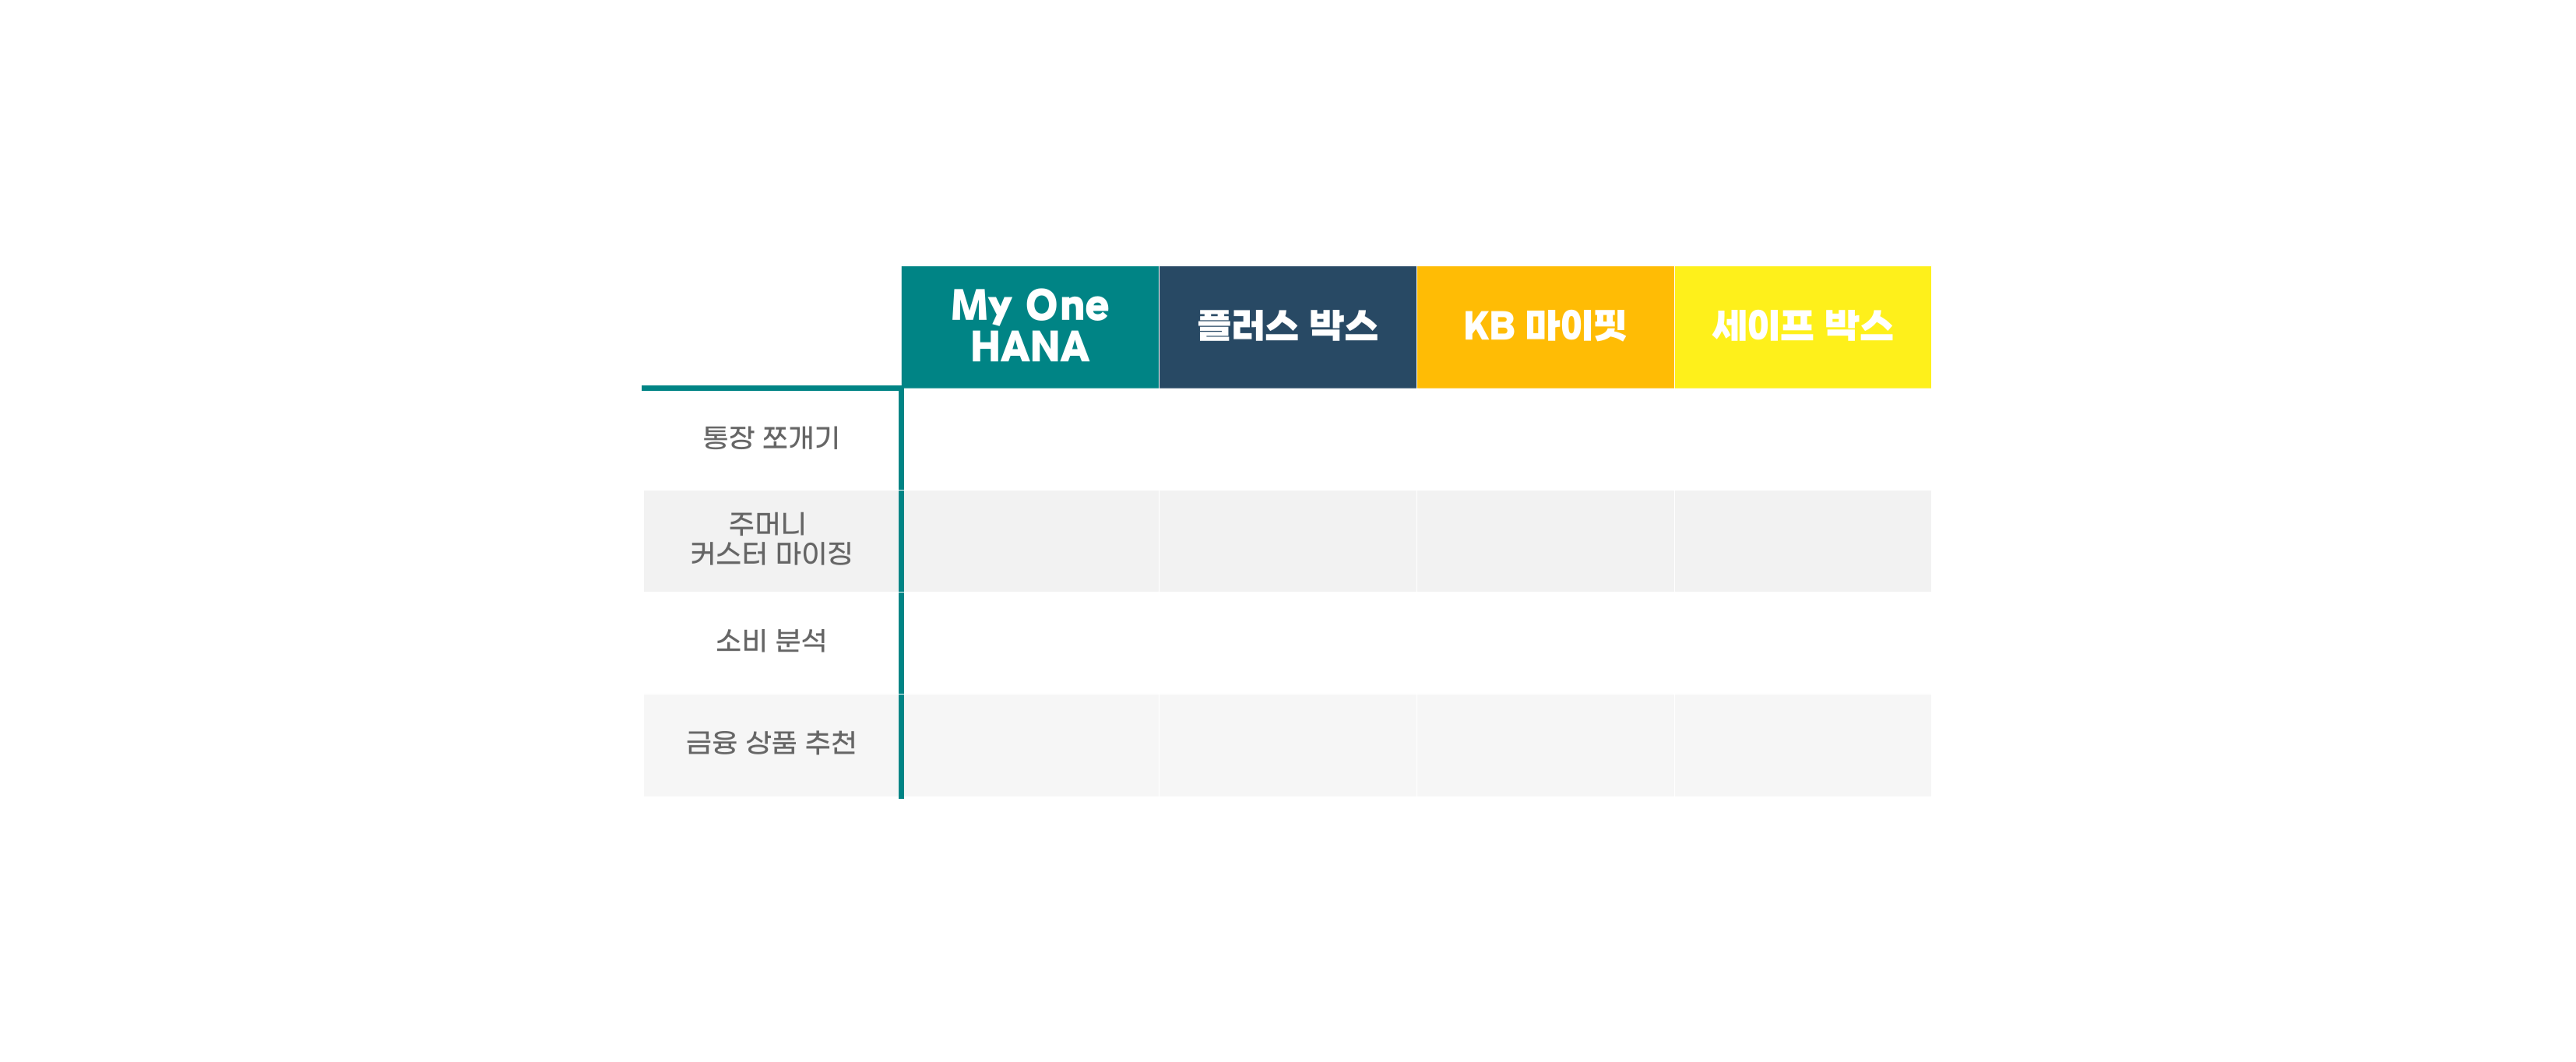 My One
HANA
플러스 박스
KB 마이핏
세이프 박스
통장 쪼개기
주머니
커스터 마이징
소비 분석
금융 상품 추천